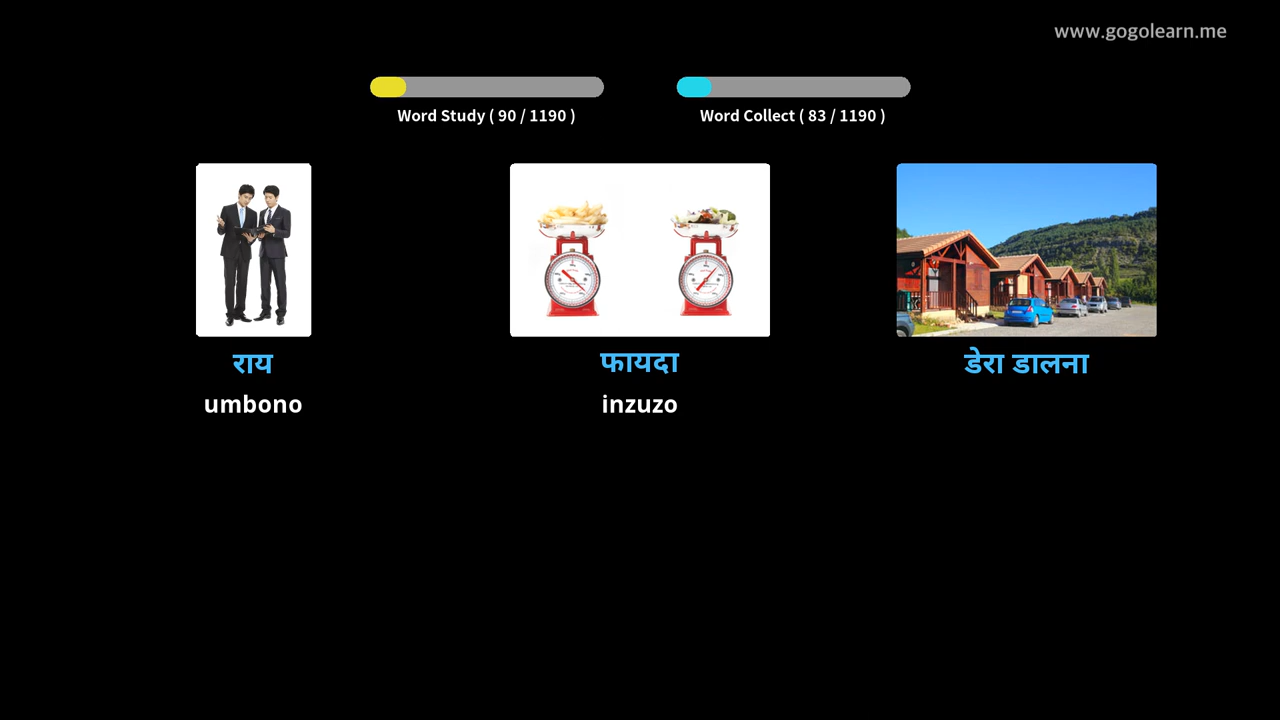 www.gogolearn.me
Word Study ( 90 / 1190 )
Word Collect ( 83 / 1190 )
राय
फायदा
डेरा डालना
umbono
inzuzo